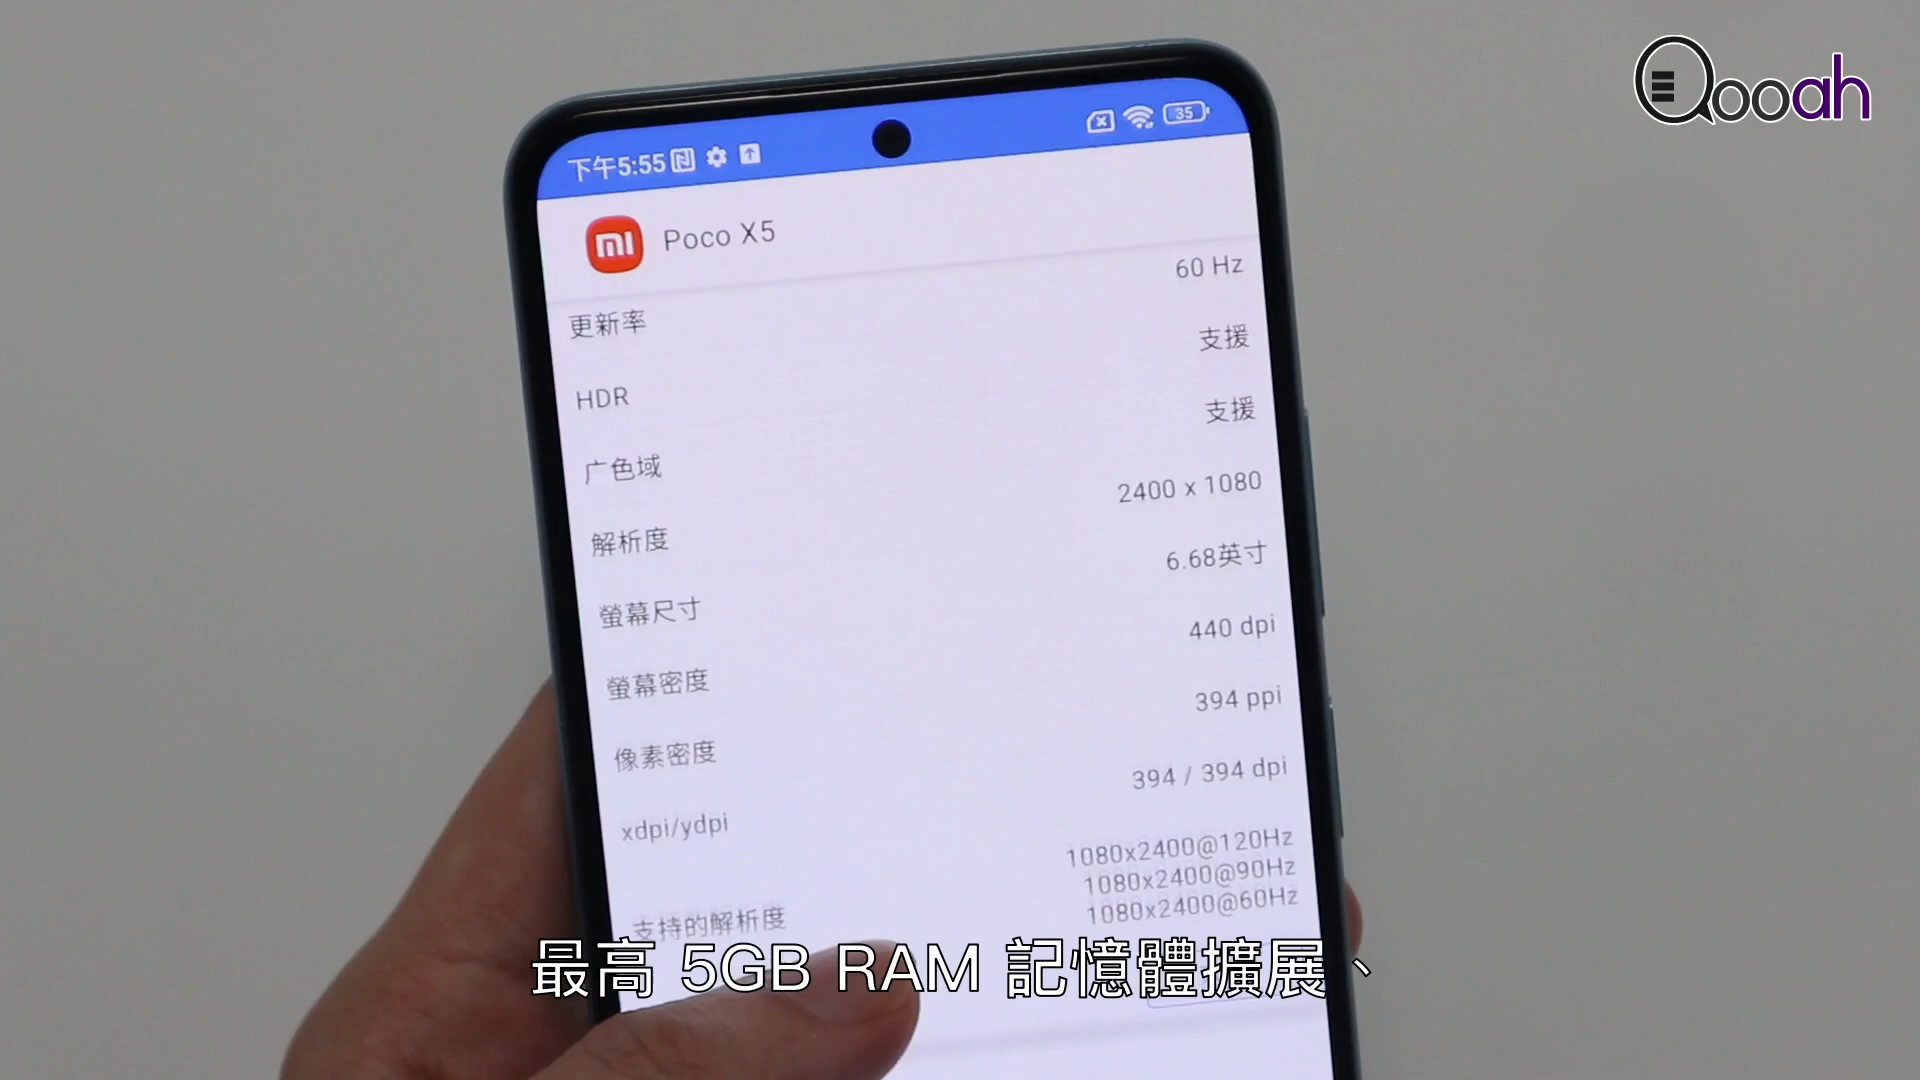 Qooah
下午5:55
35
mi Poco X5
更新率 60 Hz
HDR 支援
广色域 支援
解析度 2400 x 1080
螢幕尺寸 6.68英寸
螢幕密度 440 dpi
像素密度 394 ppi
xdpi/ydpi 394 / 394 dpi
支持的解析度 1080x2400@120Hz
1080x2400@90Hz
1080x2400@60Hz
最高 5GB RAM 記憶體擴展、